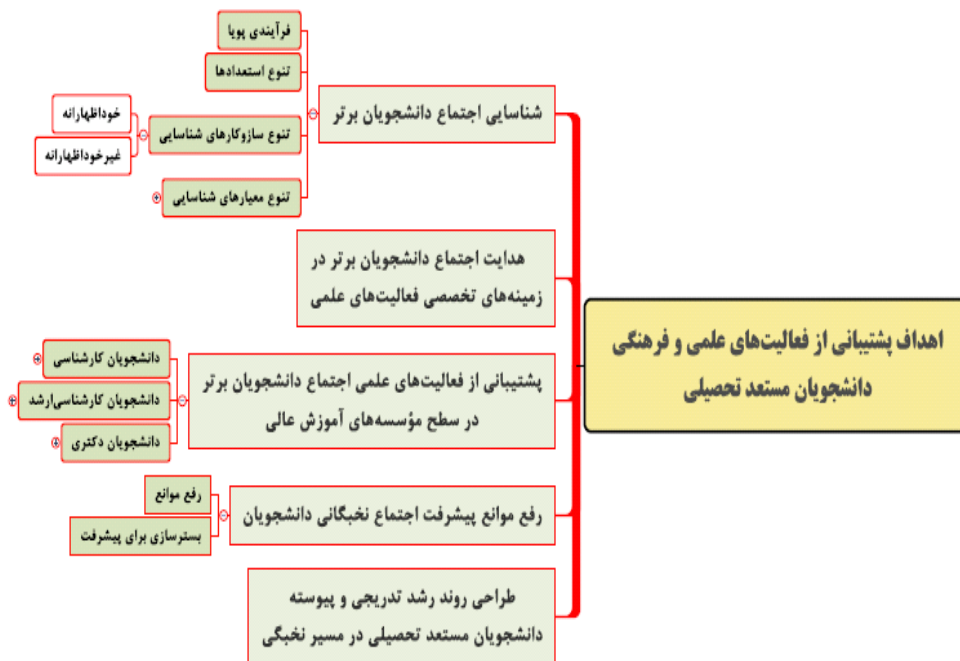 اهداف پشتیبانی از فعالیت‌های علمی و فرهنگی
دانشجویان مستعد تحصیلی
شناسایی اجتماع دانشجویان برتر
فرآیندی پویا
تنوع استعدادها
تنوع سازوکارهای شناسایی
خوداظهارانه
غیرخوداظهارانه
تنوع معیارهای شناسایی
هدایت اجتماع دانشجویان برتر در
زمینه‌های تخصصی فعالیت‌های علمی
پشتیبانی از فعالیت‌های علمی اجتماع دانشجویان برتر
در سطح مؤسسه‌های آموزش عالی
دانشجویان کارشناسی
دانشجویان کارشناسی‌ارشد
دانشجویان دکتری
رفع موانع پیشرفت اجتماع نخبگانی دانشجویان
رفع موانع
بسترسازی برای پیشرفت
طراحی روند رشد تدریجی و پیوسته
دانشجویان مستعد تحصیلی در مسیر نخبگی